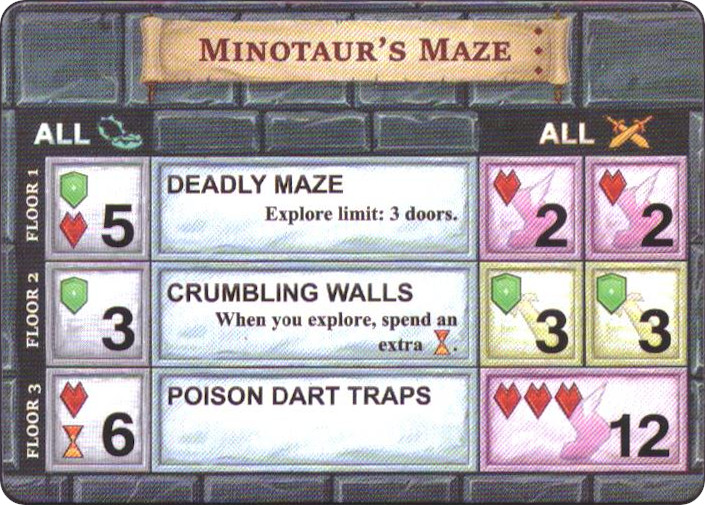 MINOTAUR'S MAZE
ALL ALL
FLOOR 1
5
DEADLY MAZE
Explore limit: 3 doors.
2 2
FLOOR 2
3
CRUMBLING WALLS
When you explore, spend an
extra .
3 3
FLOOR 3
6
POISON DART TRAPS
12